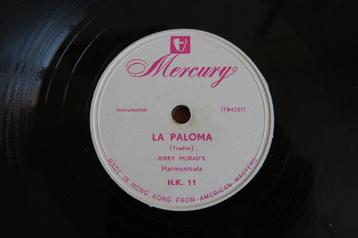 Mercury
Instrumental (YB4257)
LA PALOMA
(Yradier)
JERRY MURAD'S
Harmonicats
H.K. 11
MADE IN HONG KONG FROM AMERICAN MASTERS